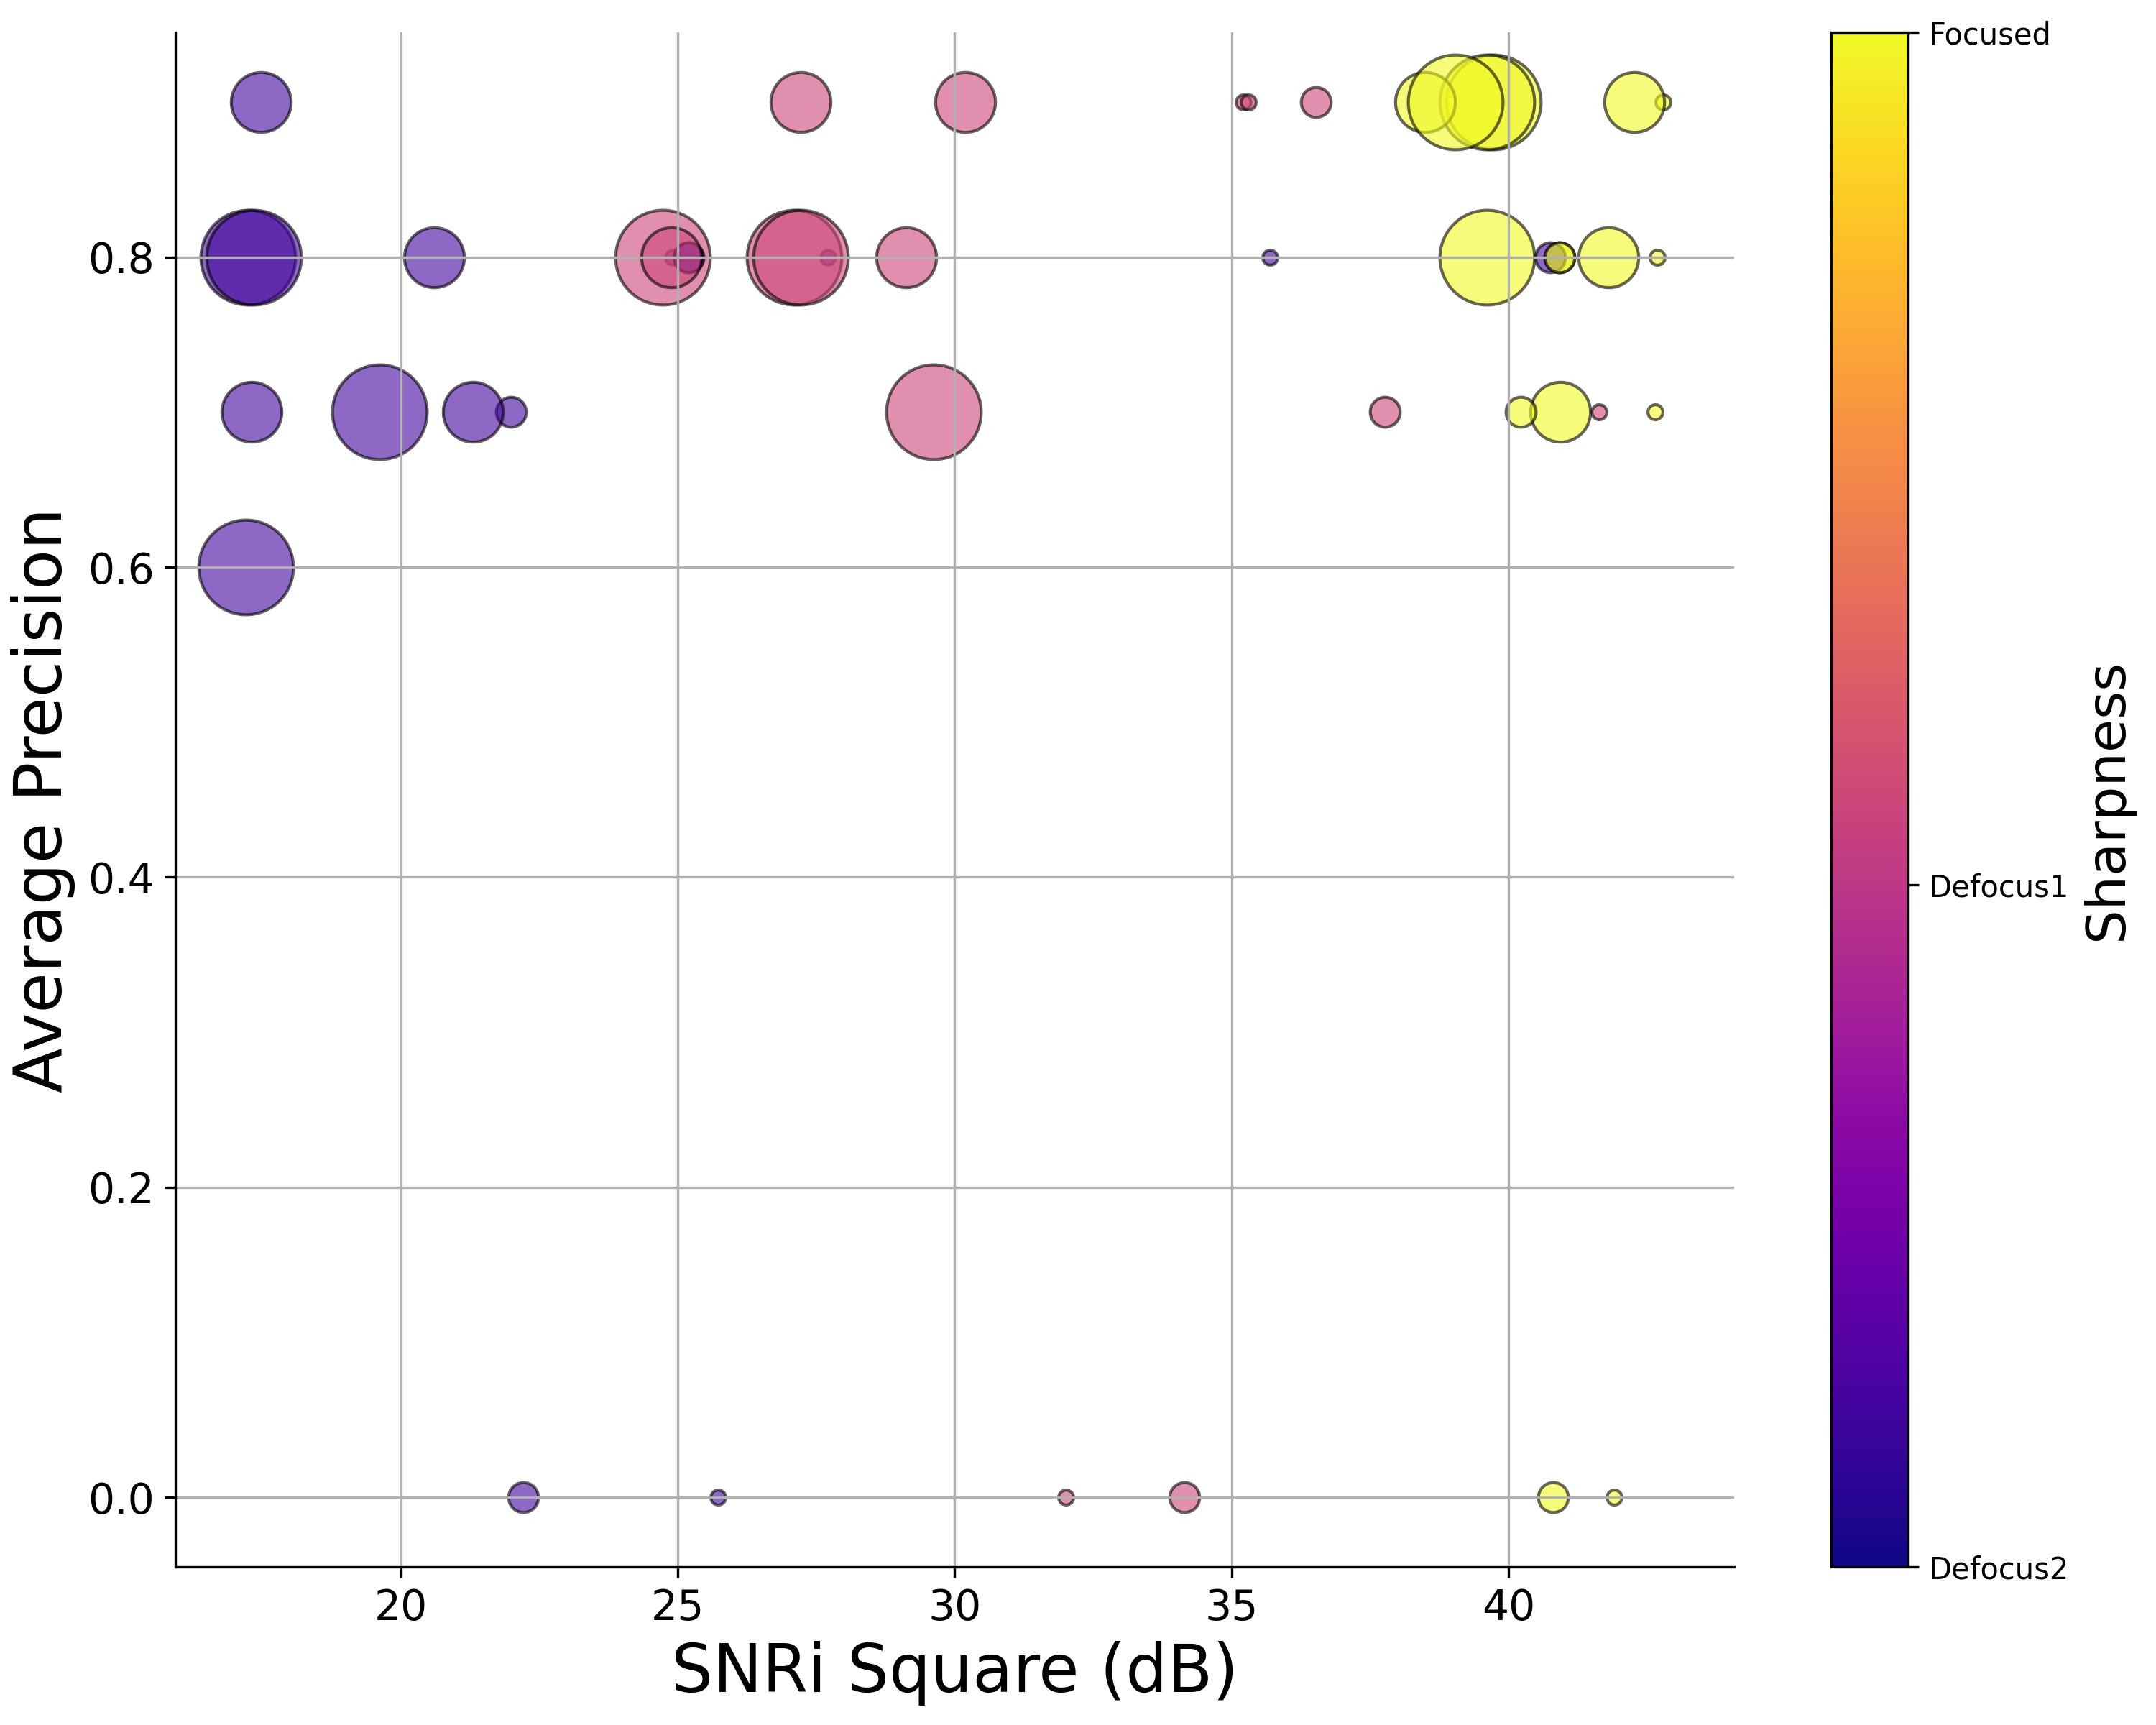 Average Precision
0.8
0.6
0.4
0.2
0.0
20 25 30 35 40
SNRi Square (dB)
Focused
Defocus1
Defocus2
Sharpness